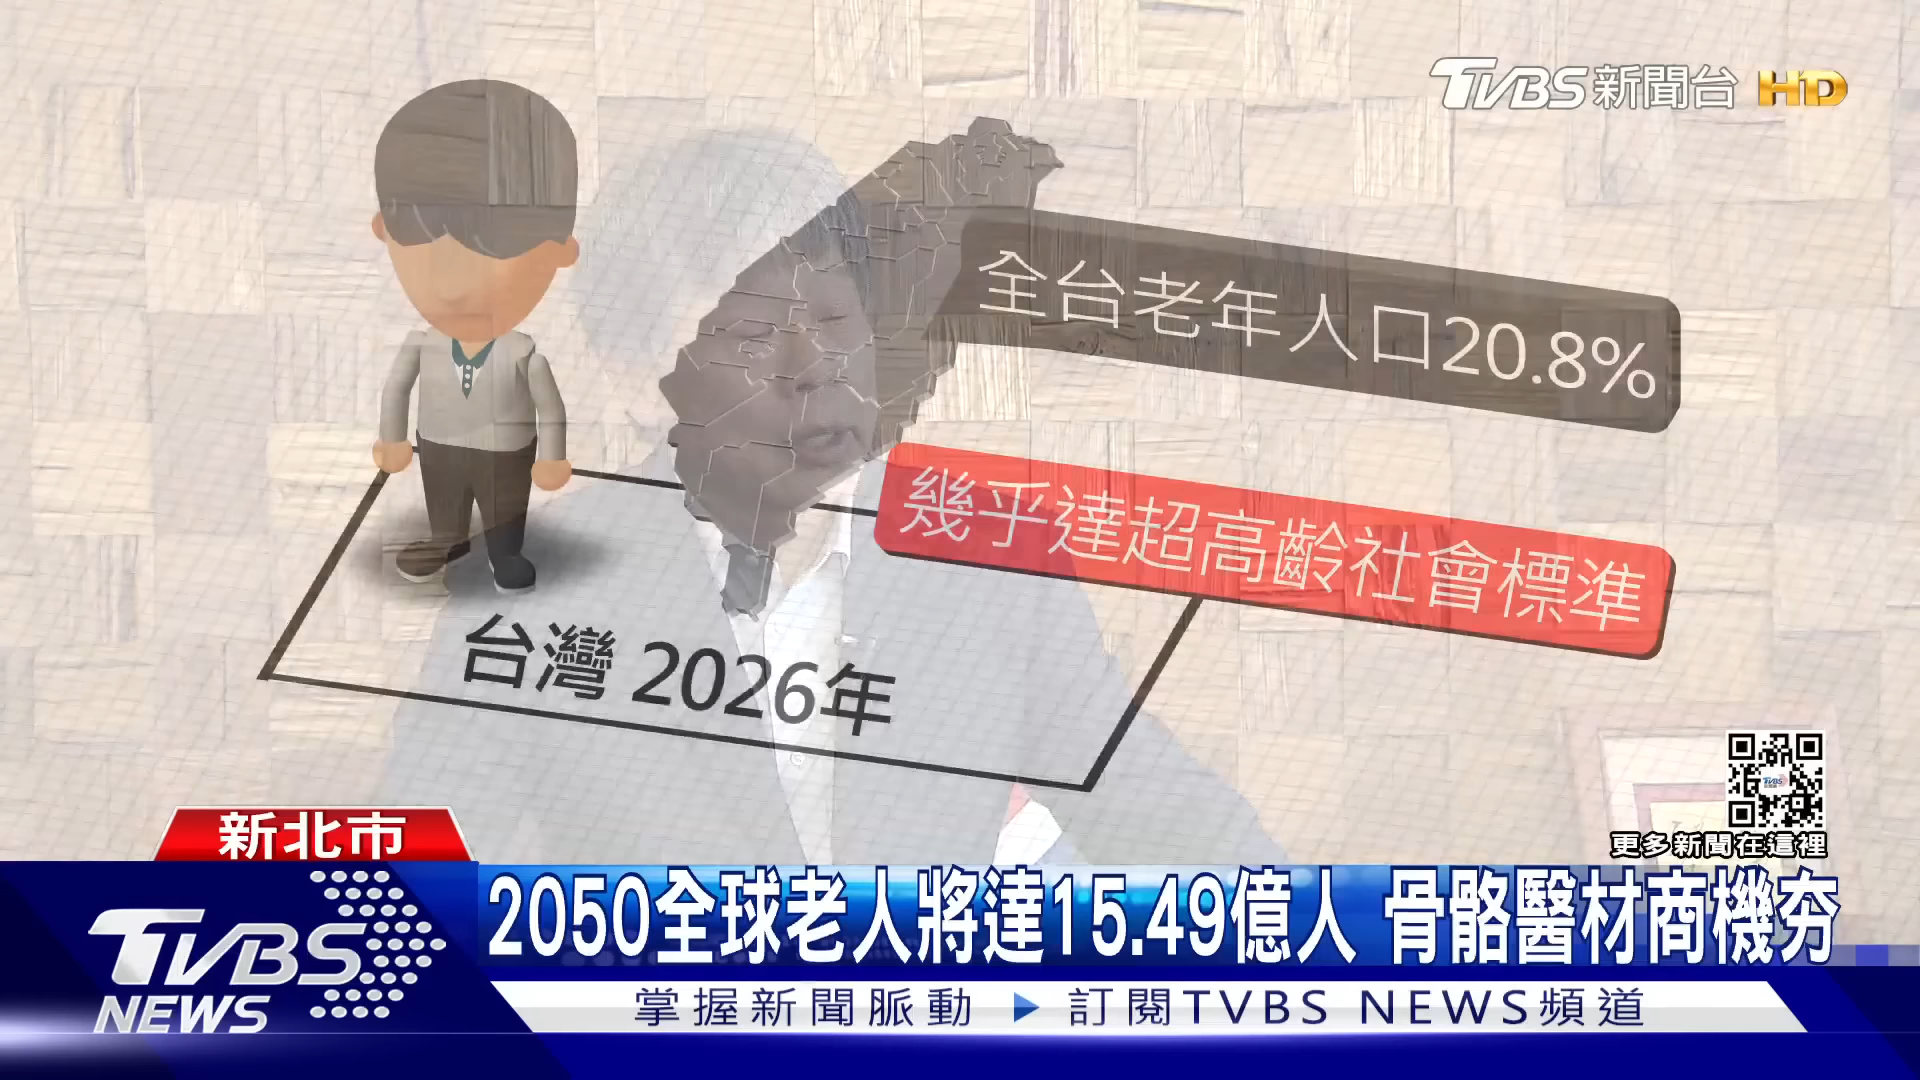 TVBS新聞台 HD
全台老年人口20.8%
幾乎達超高齡社會標準
台灣 2026年
TVBS
更多新聞在這裡
新北市
2050全球老人將達15.49億人 骨骼醫材商機夯
TVBS
NEWS
掌握新聞脈動 ▶ 訂閱TVBS NEWS頻道